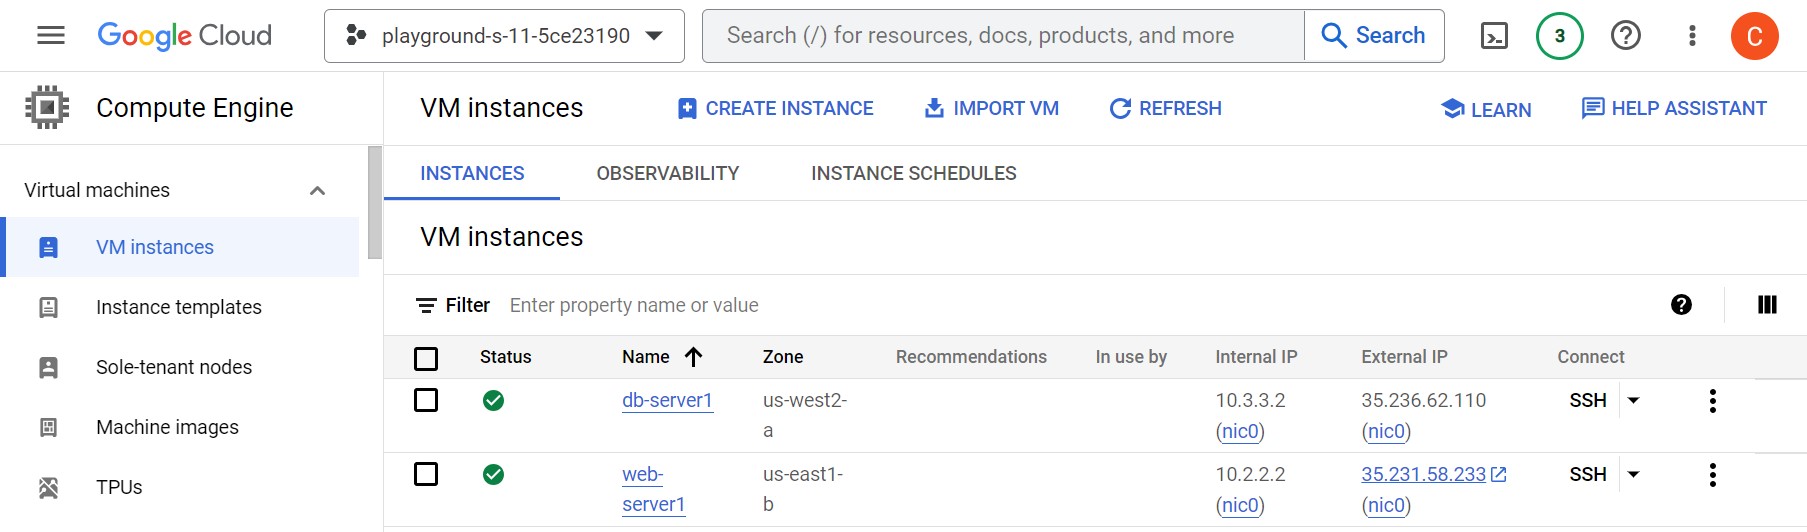 Google Cloud
playground-s-11-5ce23190
Search (/) for resources, docs, products, and more
Search
3
C
Compute Engine
VM instances
CREATE INSTANCE
IMPORT VM
REFRESH
LEARN
HELP ASSISTANT
Virtual machines
VM instances
Instance templates
Sole-tenant nodes
Machine images
TPUs
INSTANCES
OBSERVABILITY
INSTANCE SCHEDULES
VM instances
Filter Enter property name or value
Status Name Zone Recommendations In use by Internal IP External IP Connect
db-server1 us-west2- 10.3.3.2 35.236.62.110 SSH
a (nic0) (nic0)
web- us-east1- 10.2.2.2 35.231.58.233 SSH
server1 b (nic0) (nic0)